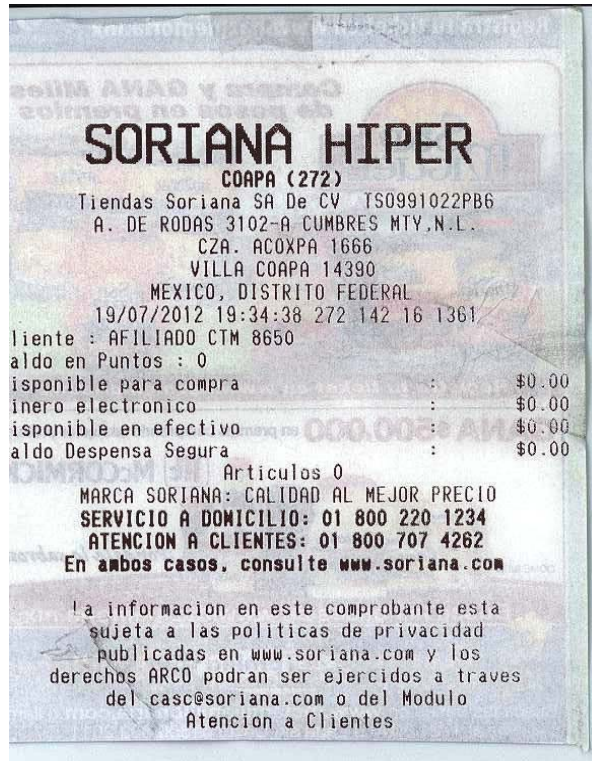 SORIANA HIPER
COAPA (272)
Tiendas Soriana SA De CV TSO991022PB6
A. DE RODAS 3102-A CUMBRES MTY,N.L.
CZA. ACOXPA 1666
VILLA COAPA 14390
MEXICO, DISTRITO FEDERAL
19/07/2012 19:34:38 272 142 16 1361
liente : AFILIADO CTM 8650
aldo en Puntos : 0
isponible para compra : $0.00
inero electronico : $0.00
isponible en efectivo : $0.00
aldo Despensa Segura : $0.00
Articulos 0
MARCA SORIANA: CALIDAD AL MEJOR PRECIO
SERVICIO A DOMICILIO: 01 800 220 1234
ATENCION A CLIENTES: 01 800 707 4262
En ambos casos, consulte www.soriana.com
La informacion en este comprobante esta
sujeta a las politicas de privacidad
publicadas en www.soriana.com y los
derechos ARCO podran ser ejercidos a traves
del casc@soriana.com o del Modulo
Atencion a Clientes